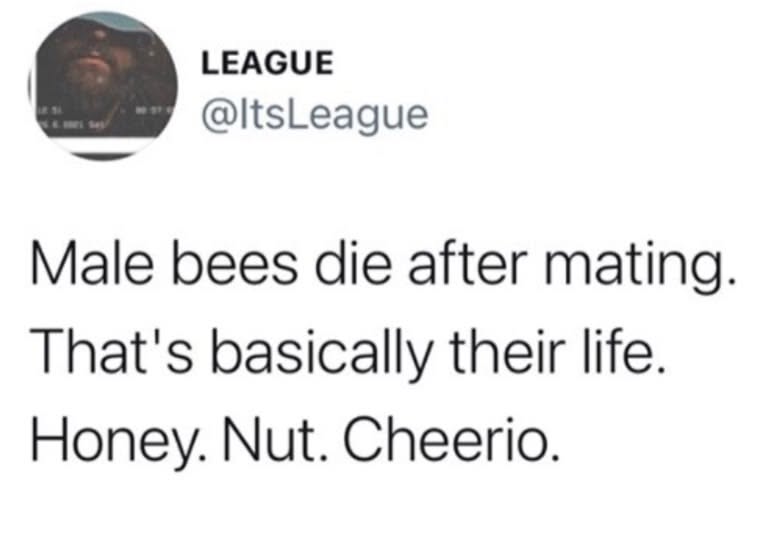 LEAGUE
@ItsLeague
Male bees die after mating.
That's basically their life.
Honey. Nut. Cheerio.